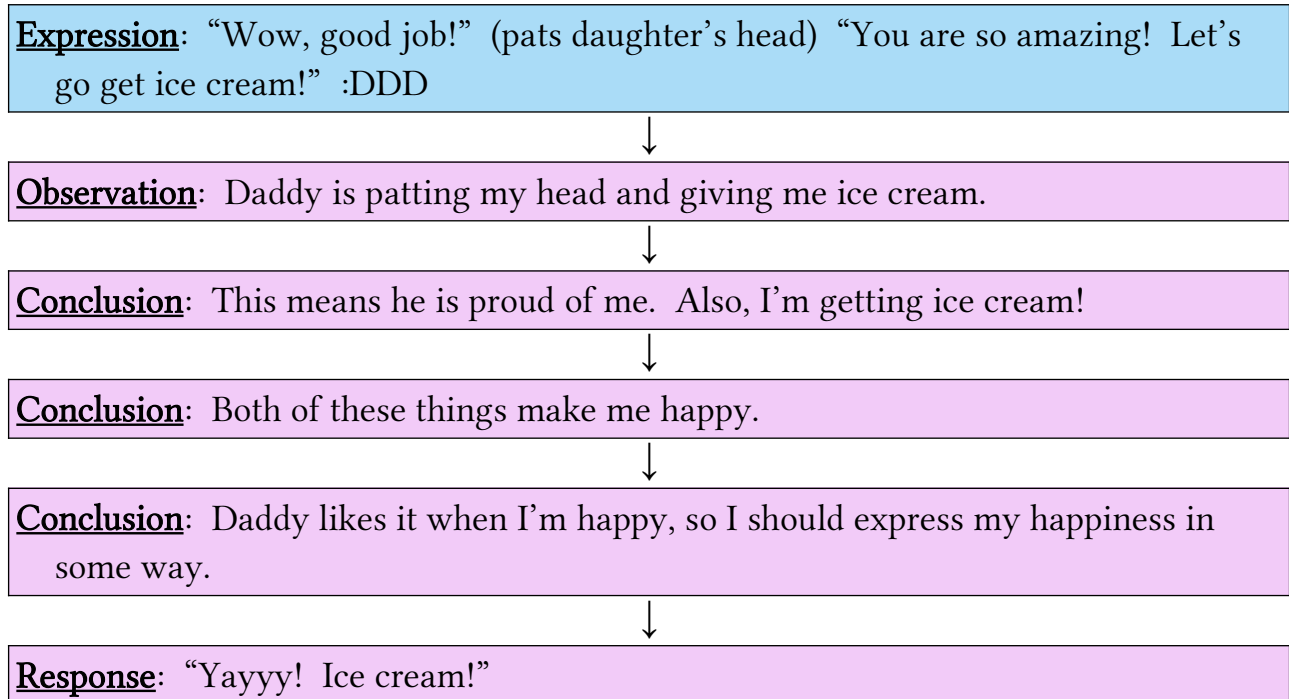 Expression: “Wow, good job!” (pats daughter’s head) “You are so amazing! Let’s
go get ice cream!” :DDD
↓
Observation: Daddy is patting my head and giving me ice cream.
↓
Conclusion: This means he is proud of me. Also, I’m getting ice cream!
↓
Conclusion: Both of these things make me happy.
↓
Conclusion: Daddy likes it when I’m happy, so I should express my happiness in
some way.
↓
Response: “Yayyy! Ice cream!”